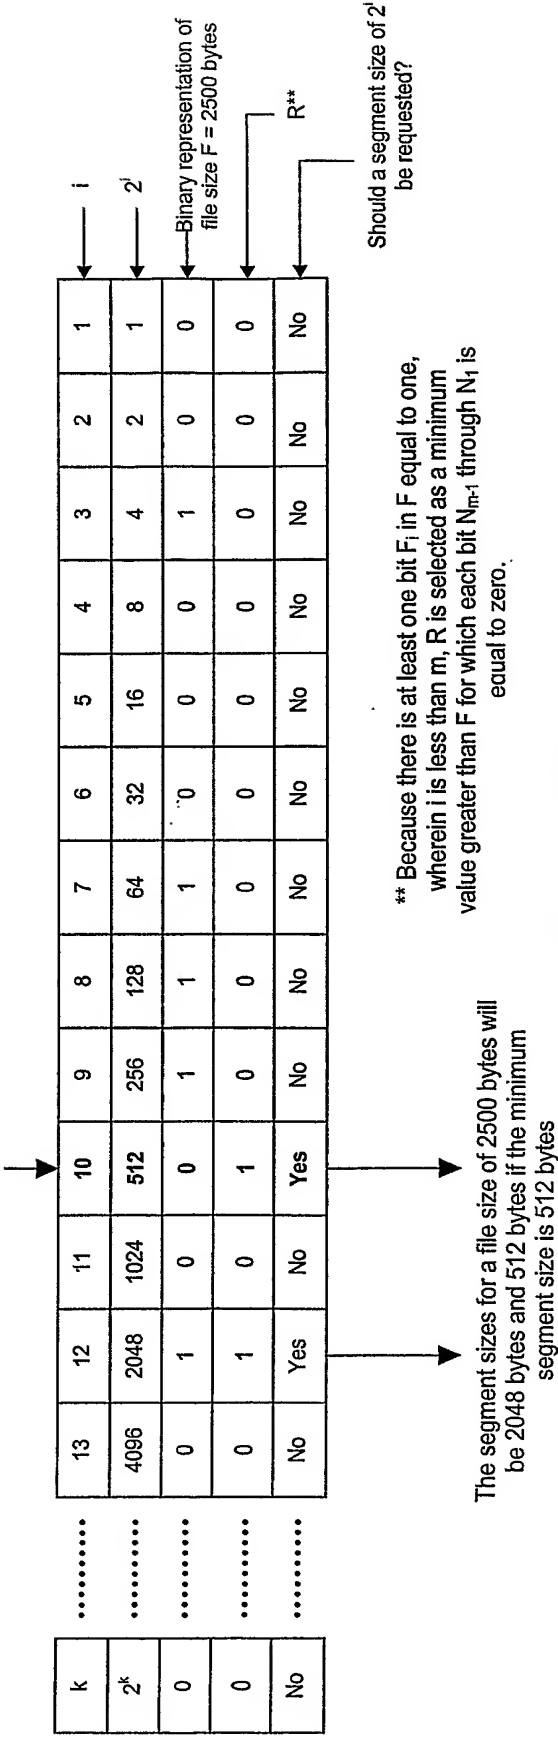 k ......... 13 12 11 10 9 8 7 6 5 4 3 2 1 i
2^k ......... 4096 2048 1024 512 256 128 64 32 16 8 4 2 1 2^i
0 ......... 0 1 0 0 1 1 1 0 0 0 1 0 0
Binary representation of
file size F = 2500 bytes
0 ......... 0 1 0 1 0 0 0 0 0 0 0 0 0
R**
No ......... No Yes No Yes No No No No No No No No No
Should a segment size of 2^i
be requested?
The segment sizes for a file size of 2500 bytes will
be 2048 bytes and 512 bytes if the minimum
segment size is 512 bytes
** Because there is at least one bit Fi in F equal to one,
wherein i is less than m, R is selected as a minimum
value greater than F for which each bit Nm-1 through N1 is
equal to zero.